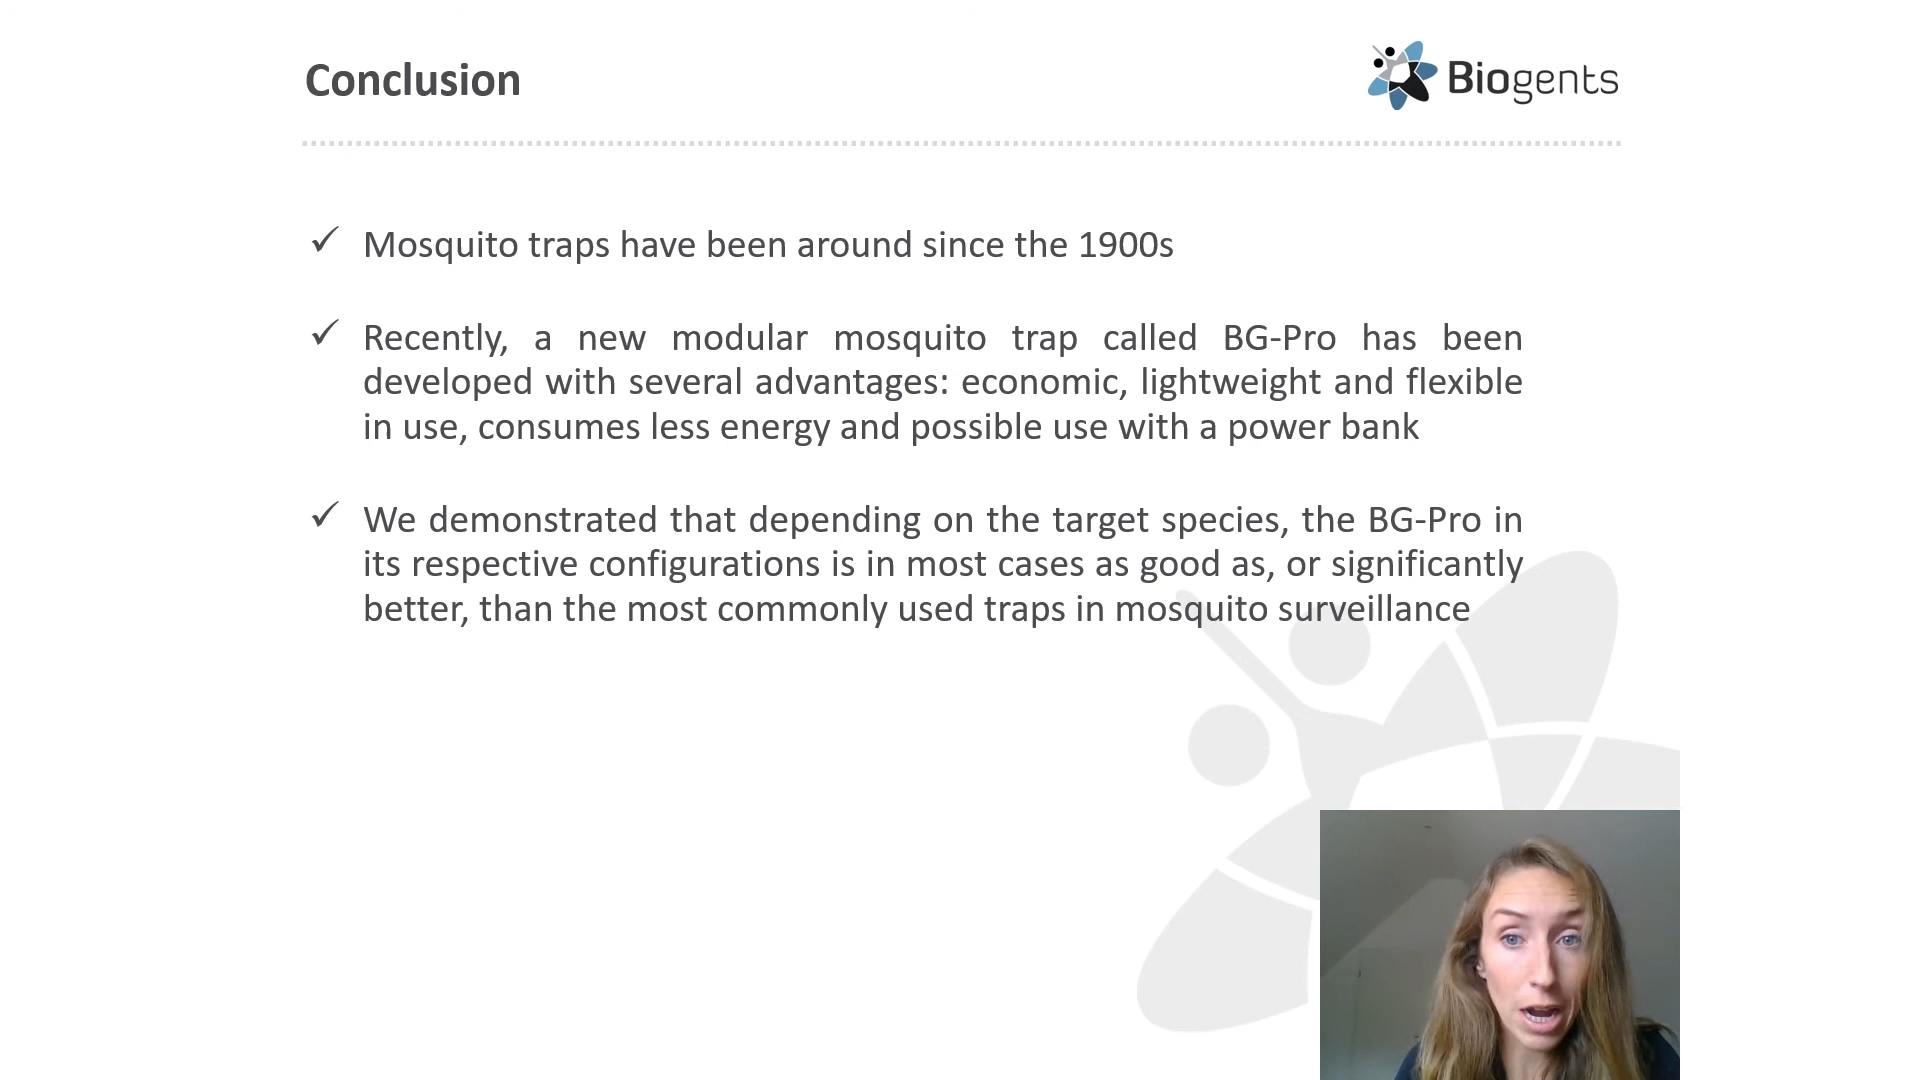 Conclusion
Biogents
Mosquito traps have been around since the 1900s
Recently, a new modular mosquito trap called BG-Pro has been
developed with several advantages: economic, lightweight and flexible
in use, consumes less energy and possible use with a power bank
We demonstrated that depending on the target species, the BG-Pro in
its respective configurations is in most cases as good as, or significantly
better, than the most commonly used traps in mosquito surveillance